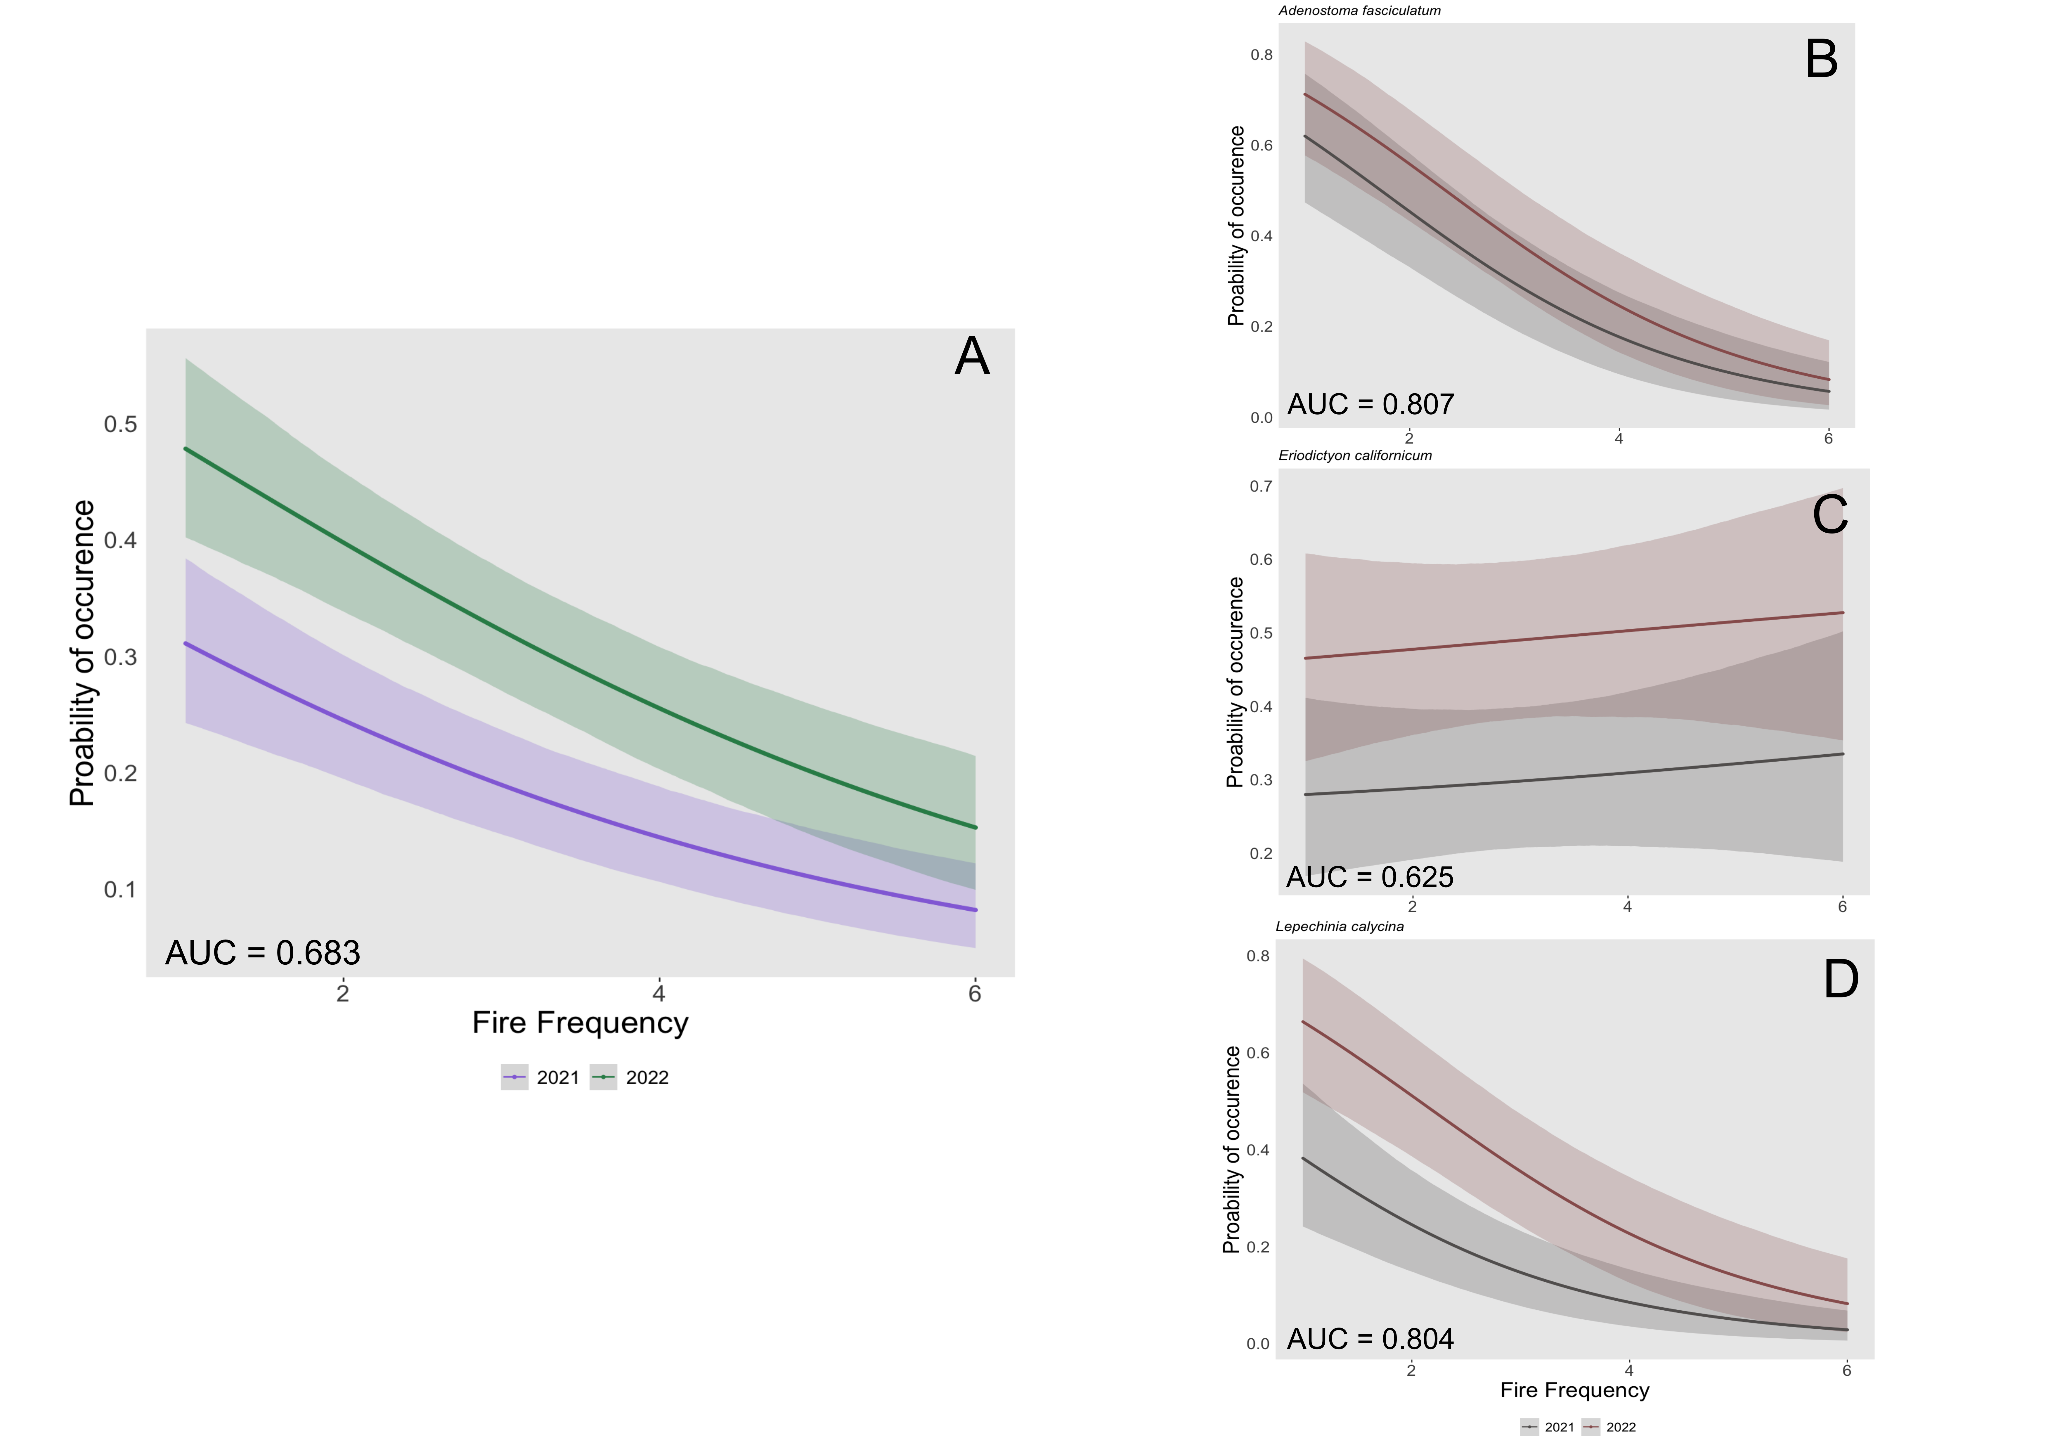 A
Proability of occurence
0.5
0.4
0.3
0.2
0.1
AUC = 0.683
2 4 6
Fire Frequency
2021 2022
Adenostoma fasciculatum
B
Proability of occurence
0.8
0.6
0.4
0.2
0.0
AUC = 0.807
2 4 6
Eriodictyon californicum
C
Proability of occurence
0.7
0.6
0.5
0.4
0.3
0.2
AUC = 0.625
2 4 6
Lepechinia calycina
D
Proability of occurence
0.8
0.6
0.4
0.2
0.0
AUC = 0.804
2 4 6
Fire Frequency
2021 2022